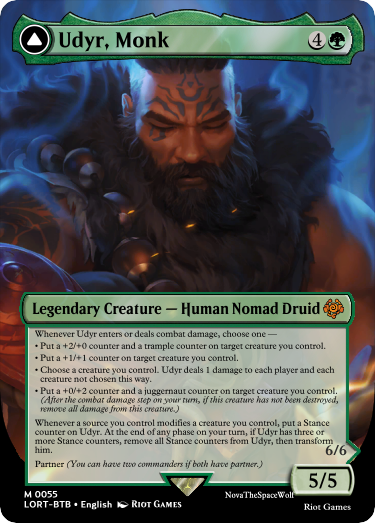 Udyr, Monk
4
Legendary Creature — Human Nomad Druid
Whenever Udyr enters or deals combat damage, choose one —
• Put a +2/+0 counter and a trample counter on target creature you control.
• Put a +1/+1 counter on target creature you control.
• Choose a creature you control. Udyr deals 1 damage to each player and each
creature not chosen this way.
• Put a +0/+2 counter and a juggernaut counter on target creature you control.
(After the combat damage step on your turn, if this creature has not been destroyed,
remove all damage from this creature.)
Whenever a source you control modifies a creature you control, put a Stance
counter on Udyr. At the end of any phase on your turn, if Udyr has three or
more Stance counters, remove all Stance counters from Udyr, then transform
him.
6/6
Partner (You can have two commanders if both have partner.)
5/5
M 0055
NovaTheSpaceWolf
LORT-BTB • English Riot Games
Riot Games